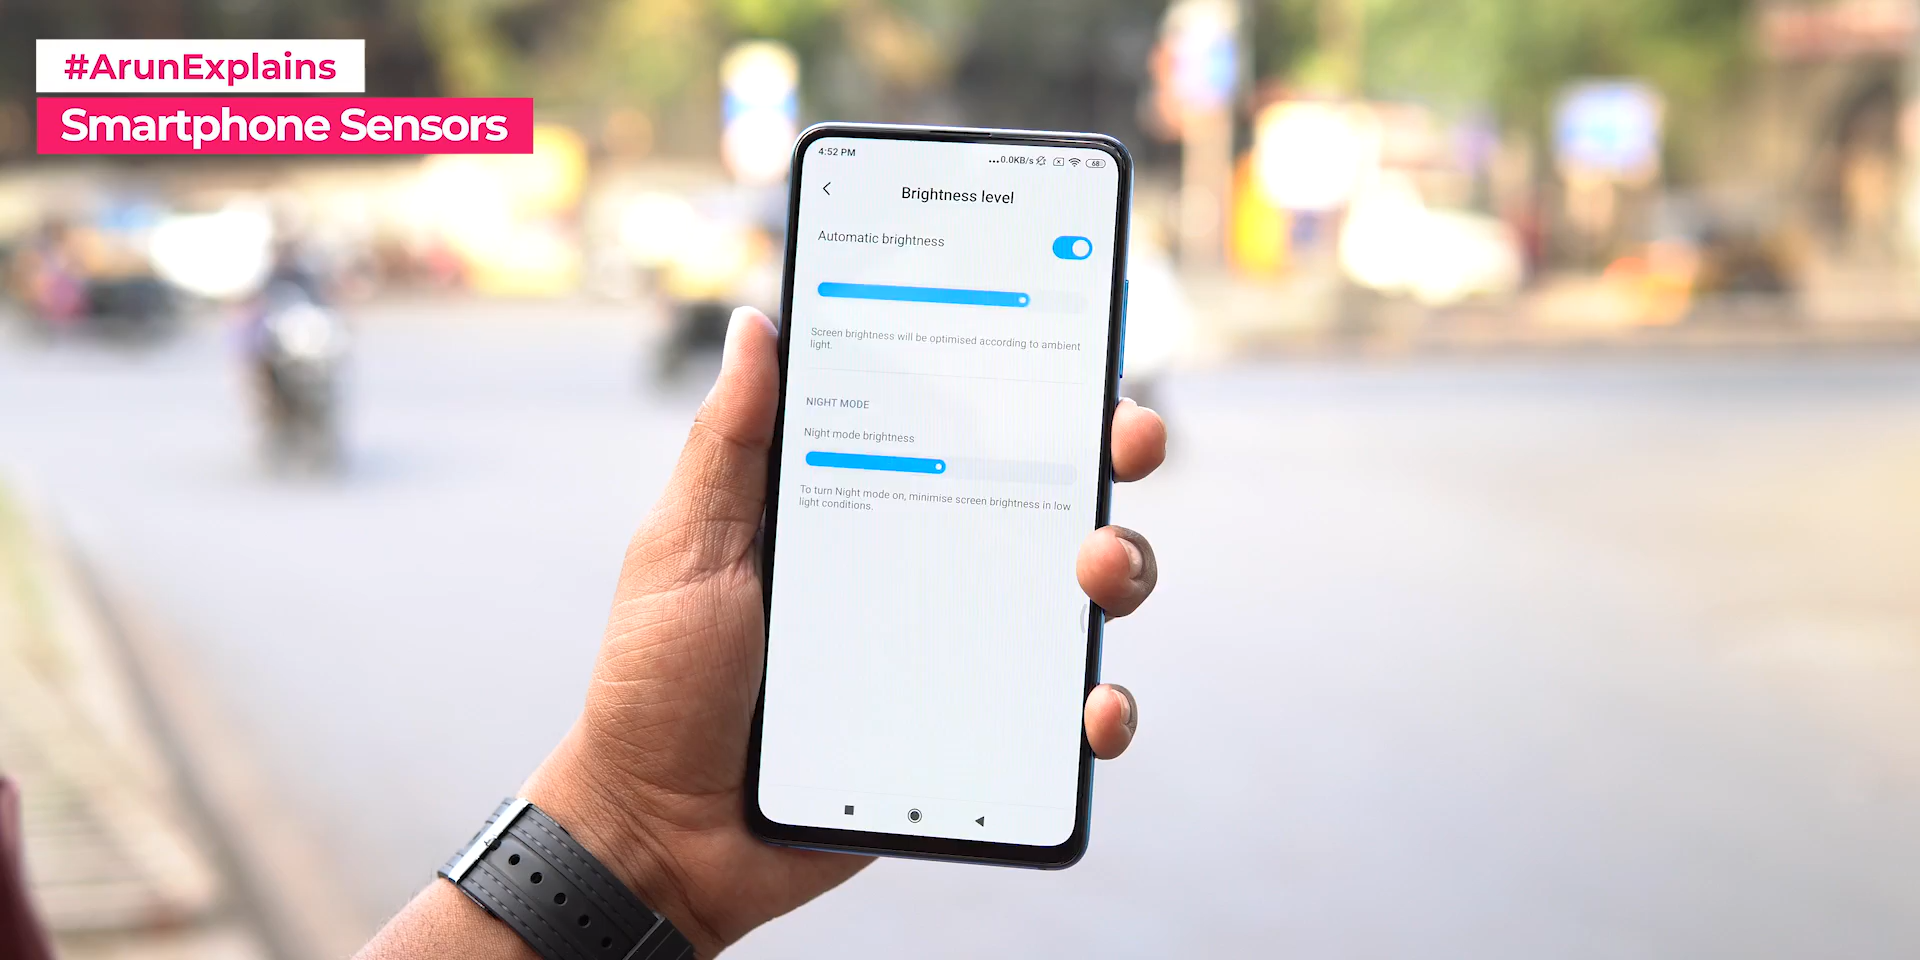 #ArunExplains
Smartphone Sensors
4:52 PM
...0.0KB/s
68
Brightness level
Automatic brightness
Screen brightness will be optimised according to ambient
light.
NIGHT MODE
Night mode brightness
To turn Night mode on, minimise screen brightness in low
light conditions.